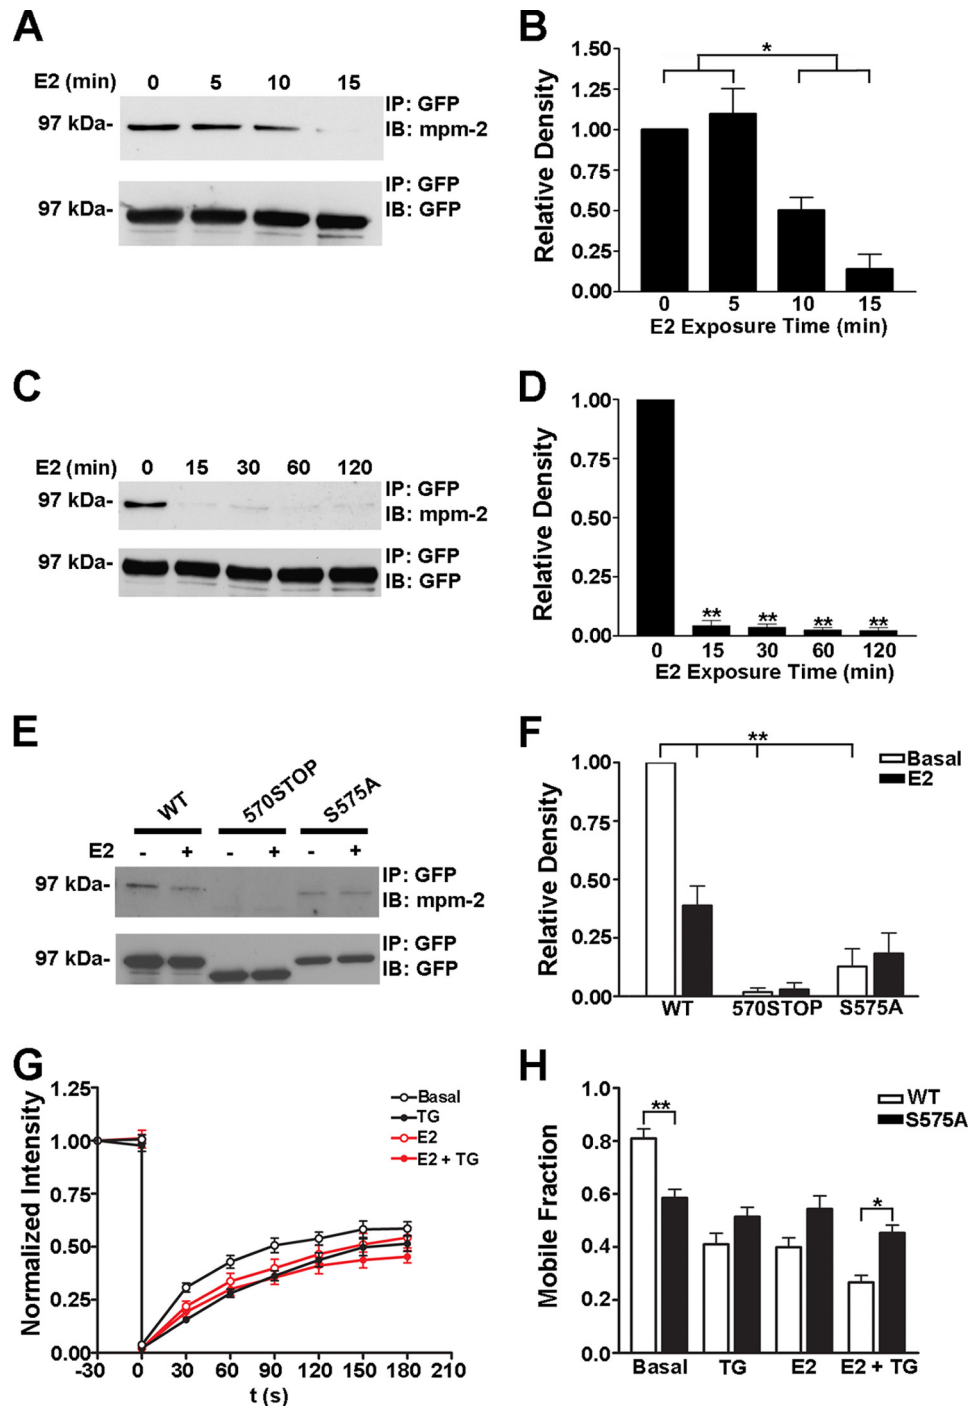 A
E2 (min) 0 5 10 15
97 kDa-
IP: GFP
IB: mpm-2
97 kDa-
IP: GFP
IB: GFP
B
Relative Density
1.50
1.25
1.00
0.75
0.50
0.25
0.00
*
0 5 10 15
E2 Exposure Time (min)
C
E2 (min) 0 15 30 60 120
97 kDa-
IP: GFP
IB: mpm-2
97 kDa-
IP: GFP
IB: GFP
D
Relative Density
1.00
0.75
0.50
0.25
0.00
** ** ** **
0 15 30 60 120
E2 Exposure Time (min)
E
WT 570STOP S575A
E2 - + - + - +
97 kDa-
IP: GFP
IB: mpm-2
97 kDa-
IP: GFP
IB: GFP
F
Relative Density
1.00
0.75
0.50
0.25
0.00
**
Basal
E2
WT 570STOP S575A
G
Normalized Intensity
1.25
1.00
0.75
0.50
0.25
0.00
Basal
TG
E2
E2 + TG
-30 0 30 60 90 120 150 180 210
t (s)
H
Mobile Fraction
1.0
0.8
0.6
0.4
0.2
0.0
**
*
WT
S575A
Basal TG E2 E2 + TG